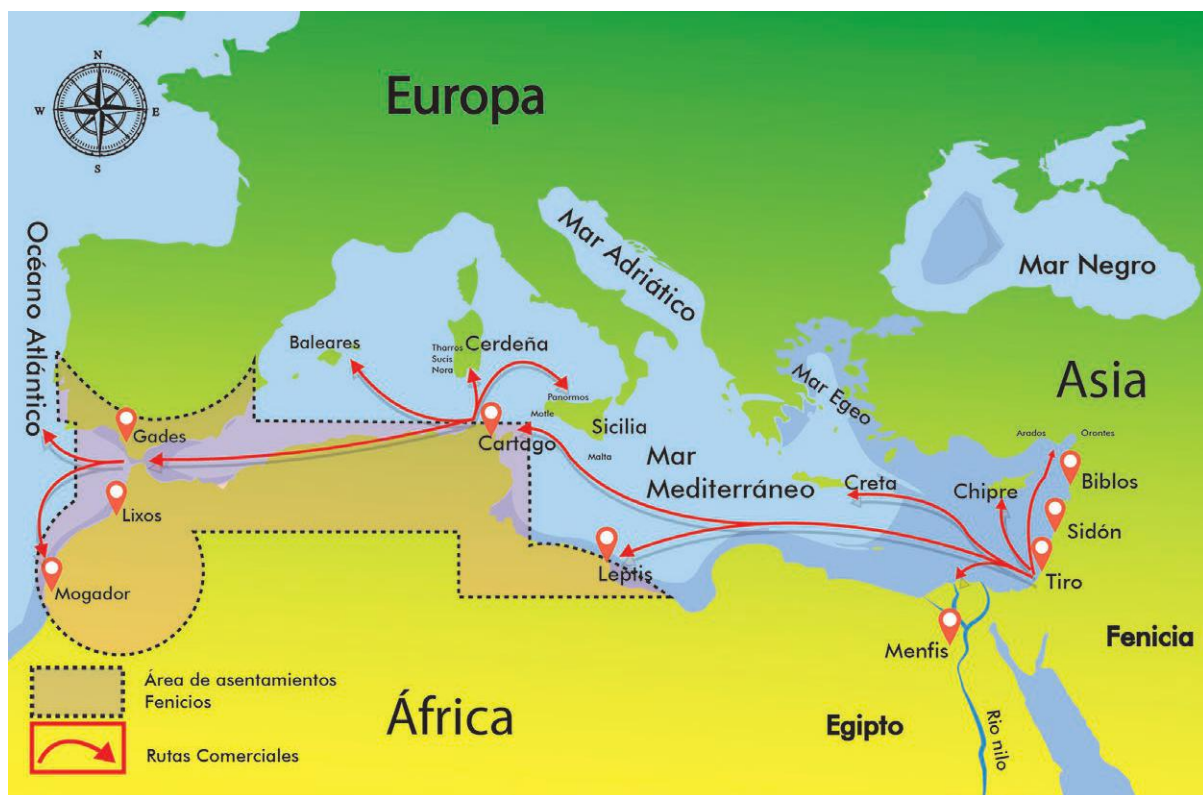 N
W
E
S
Europa
Océano Atlántico
Mar Adriático
Mar Negro
Baleares
Tharros
Sucis
Nora
Cerdeña
Panormos
Motle
Sicilia
Malta
Mar Egeo
Asia
Gades
Cartago
Mar
Mediterráneo
Creta
Chipre
Arados
Orontes
Biblos
Sidón
Lixos
Leptis
Tiro
Mogador
Menfis
Fenicia
Área de asentamientos
Fenicios
África
Egipto
Rio nilo
Rutas Comerciales